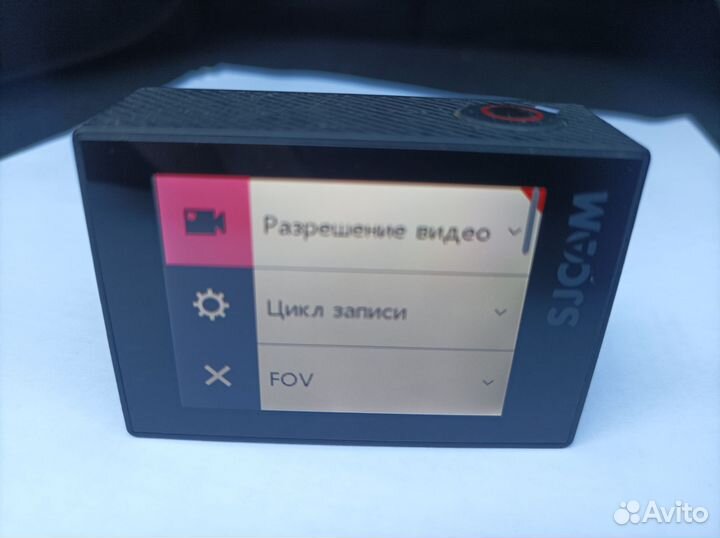 Разрешение видео
Цикл записи
FOV
SJCAM
Avito